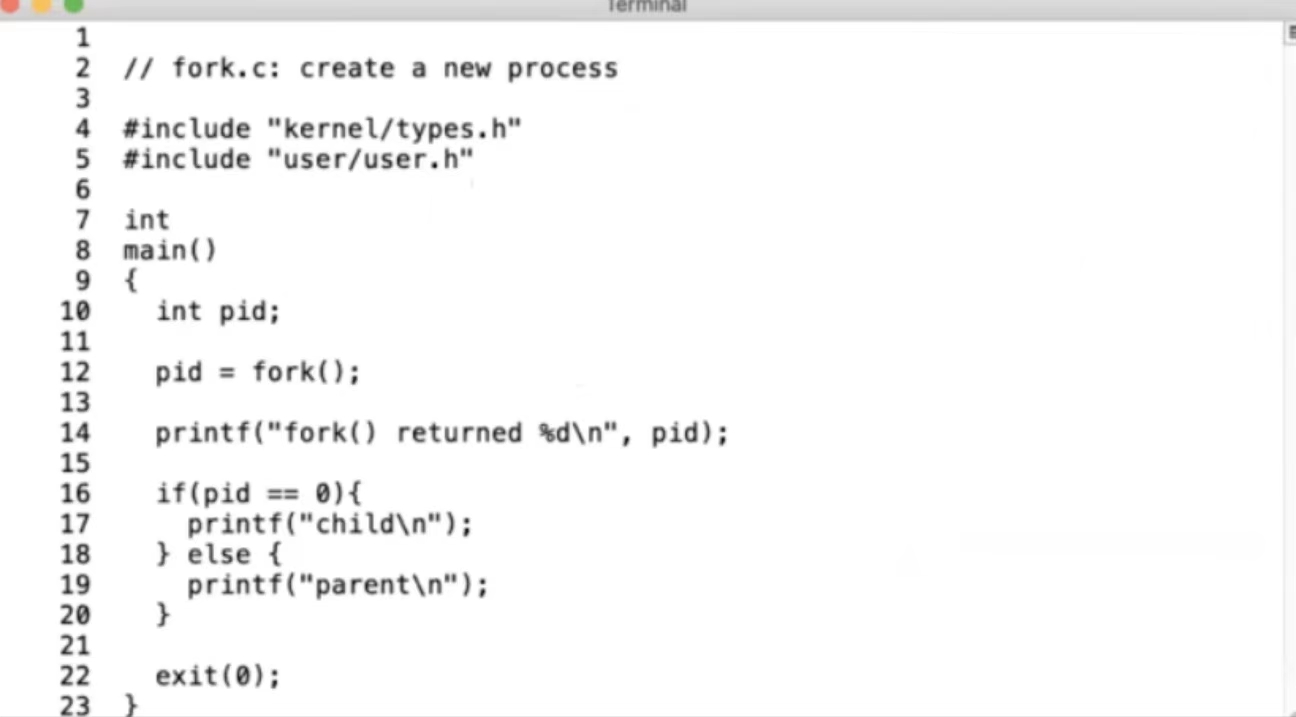 Terminal
1
2 // fork.c: create a new process
3
4 #include "kernel/types.h"
5 #include "user/user.h"
6
7 int
8 main()
9 {
10 int pid;
11
12 pid = fork();
13
14 printf("fork() returned %d\n", pid);
15
16 if(pid == 0){
17 printf("child\n");
18 } else {
19 printf("parent\n");
20 }
21
22 exit(0);
23 }